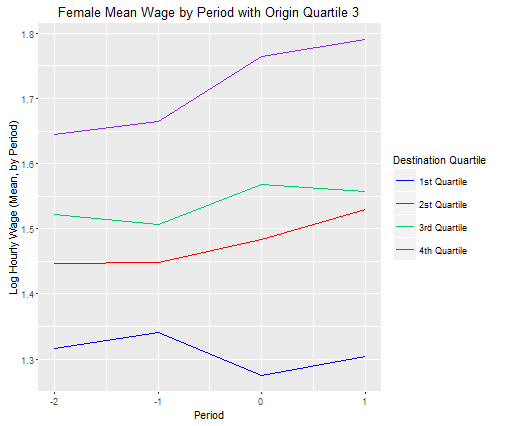 Female Mean Wage by Period with Origin Quartile 3
Log Hourly Wage (Mean, by Period)
1.8
1.7
1.6
1.5
1.4
1.3
-2
-1
0
1
Period
Destination Quartile
1st Quartile
2st Quartile
3rd Quartile
4th Quartile